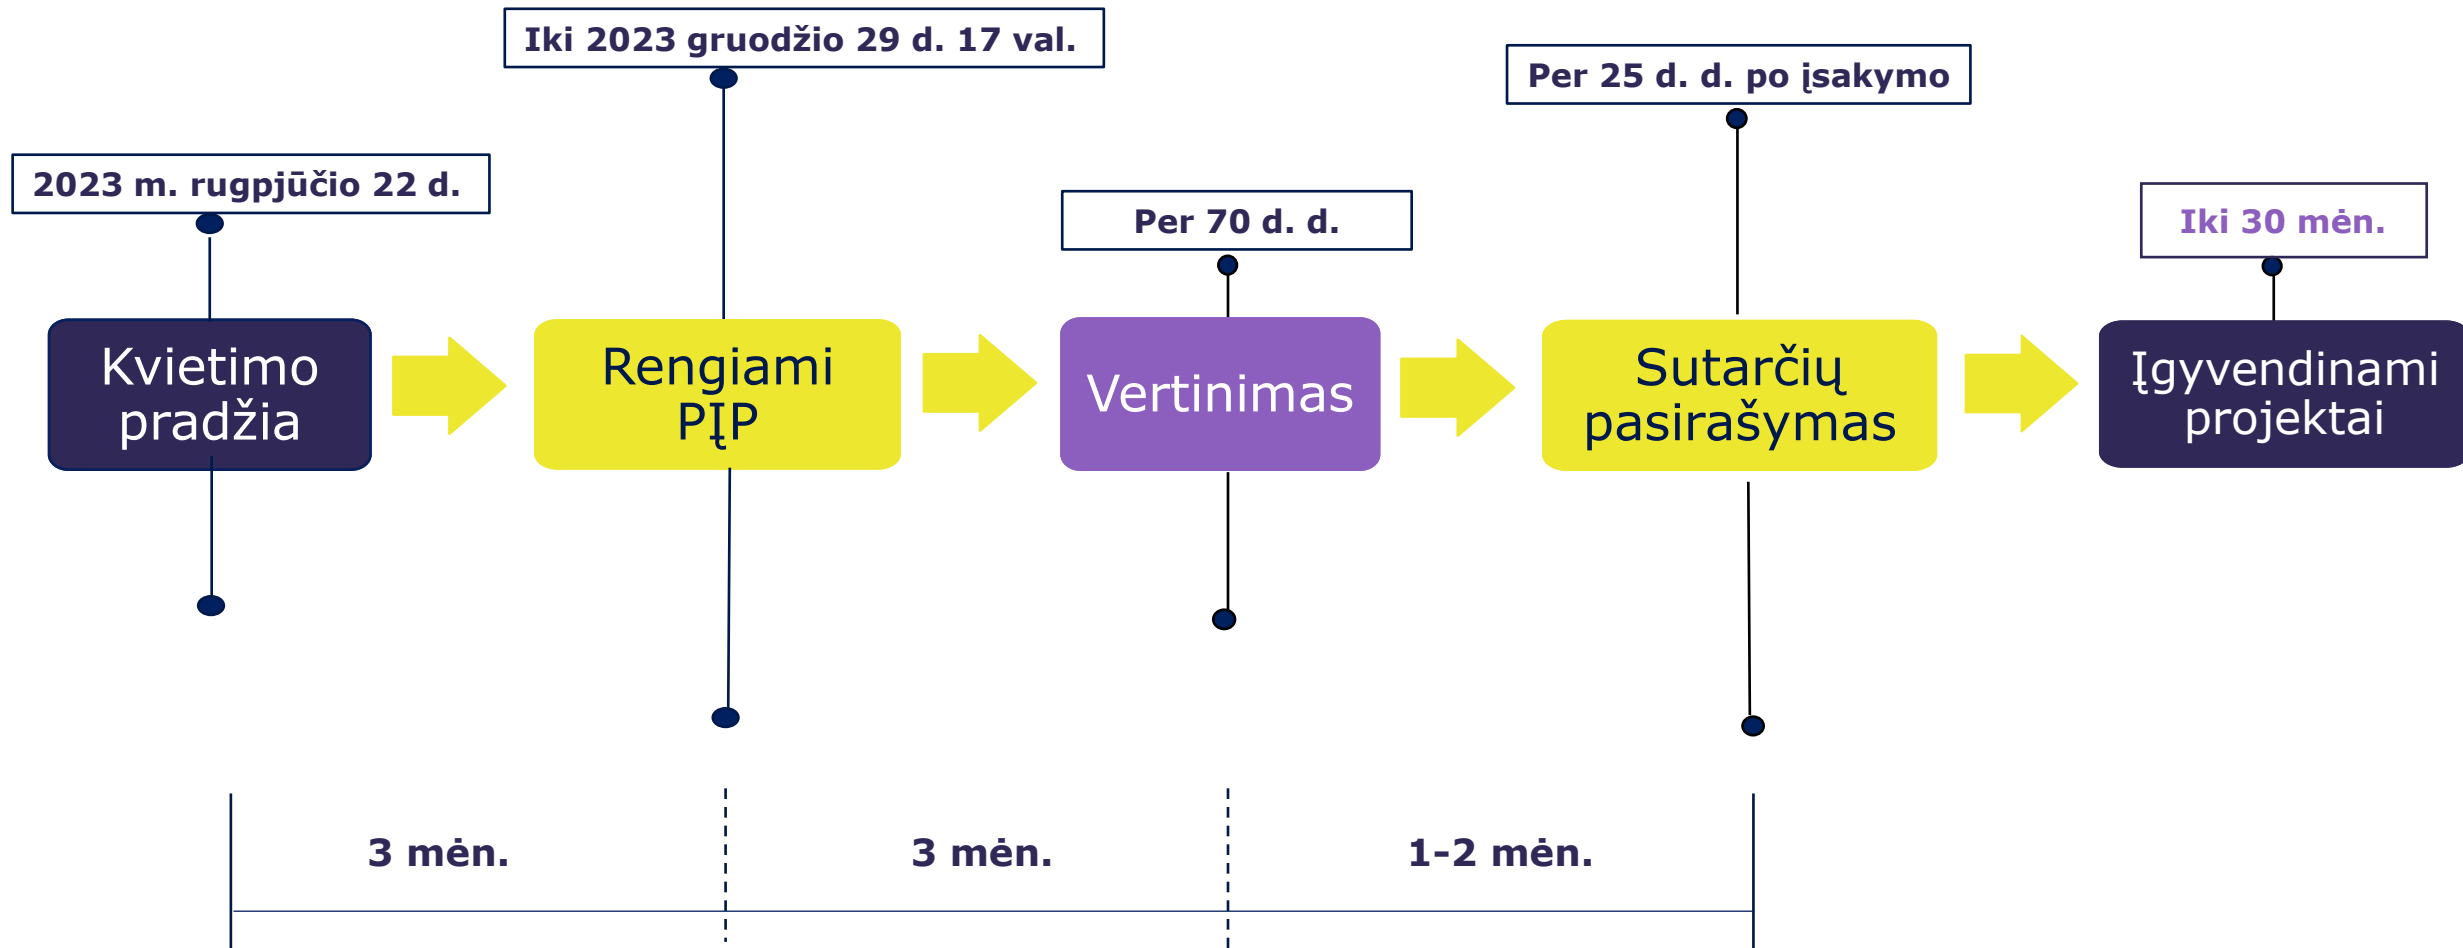 Iki 2023 gruodžio 29 d. 17 val.
Per 25 d. d. po įsakymo
2023 m. rugpjūčio 22 d.
Per 70 d. d.
Iki 30 mėn.
Kvietimo
pradžia
Rengiami
PĮP
Vertinimas
Sutarčių
pasirašymas
Įgyvendinami
projektai
3 mėn.
3 mėn.
1-2 mėn.